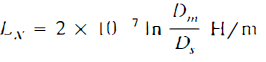 L_x = 2 × 10^7 ln D_m/D_s H/m